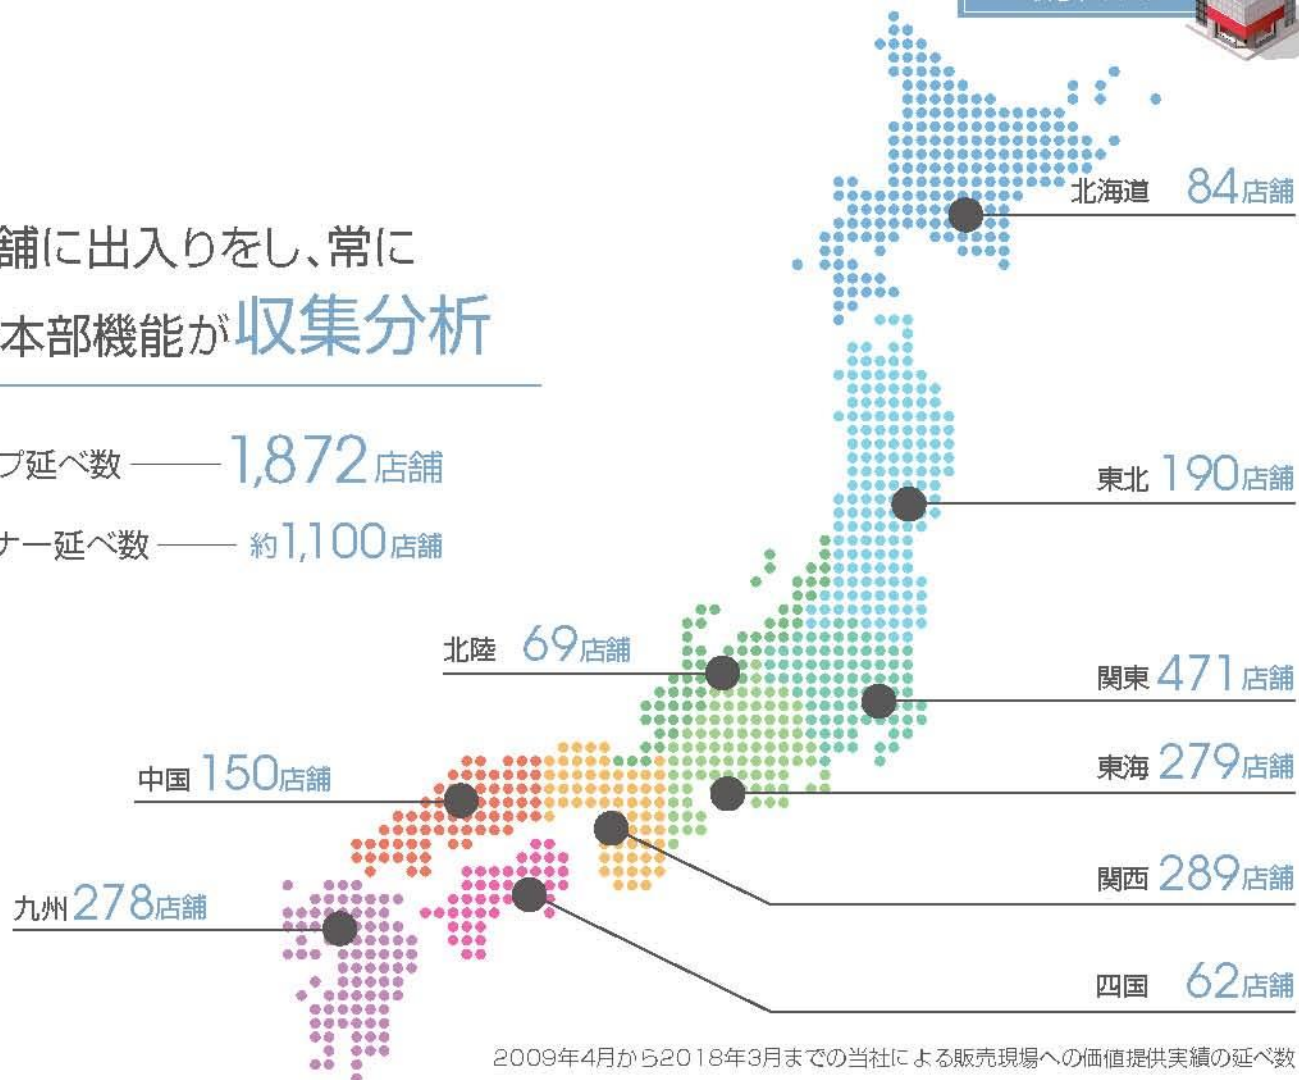 北海道 84店舗
舗に出入りをし、常に
本部機能が収集分析
プ延べ数 1,872店舗
ナー延べ数 約1,100店舗
東北 190店舗
北陸 69店舗
関東 471店舗
東海 279店舗
中国 150店舗
関西 289店舗
九州 278店舗
四国 62店舗
2009年4月から2018年3月までの当社による販売現場への価値提供実績の延べ数